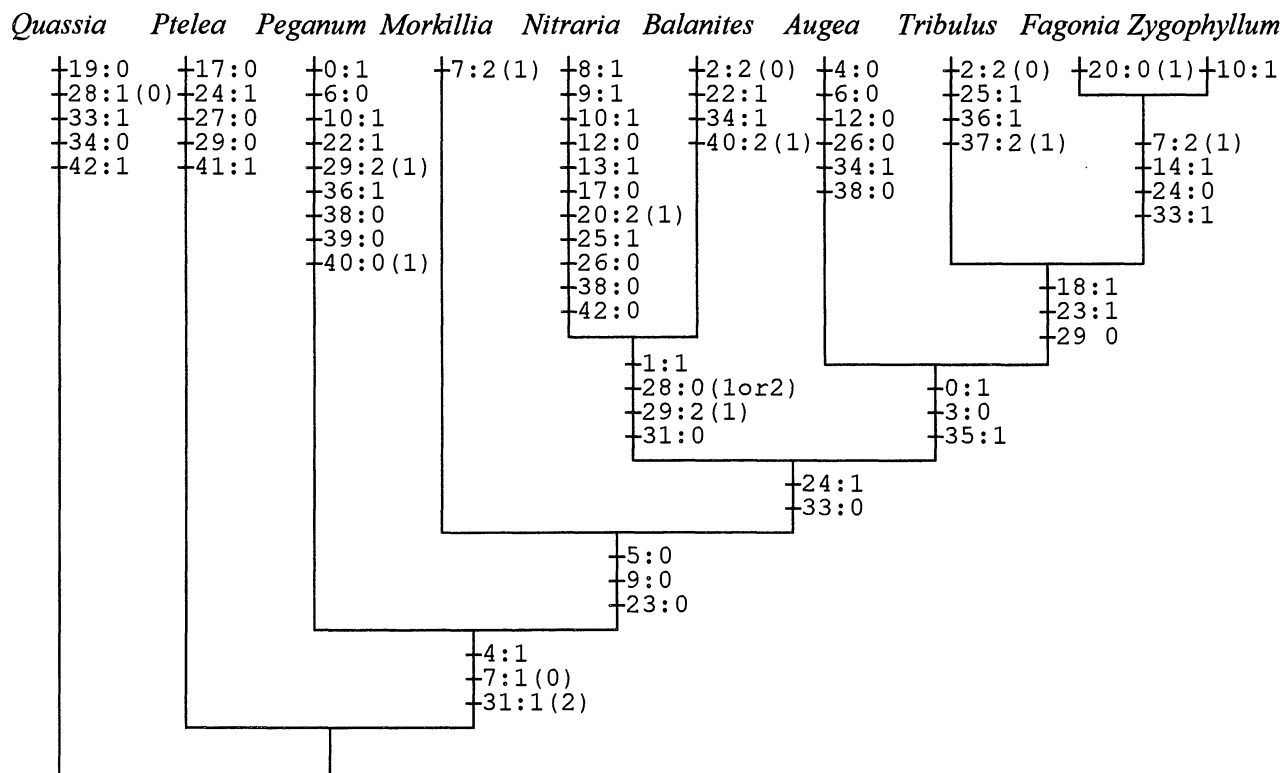 Quassia Ptelea Peganum Morkillia Nitraria Balanites Augea Tribulus Fagonia Zygophyllum
19:0 17:0 0:1 7:2(1) 8:1 2:2(0) 4:0 2:2(0) 20:0(1) 10:1
28:1(0) 24:1 6:0 9:1 22:1 6:0 25:1
33:1 27:0 10:1 10:1 34:1 12:0 36:1
34:0 29:0 22:1 12:0 40:2(1) 26:0 37:2(1) 7:2(1)
42:1 41:1 29:2(1) 13:1 34:1 14:1
36:1 17:0 38:0 24:0
38:0 20:2(1) 33:1
39:0 25:1
40:0(1) 26:0
38:0 18:1
42:0 23:1
29 0
1:1
28:0(1or2) 0:1
29:2(1) 3:0
31:0 35:1
24:1
33:0
5:0
9:0
23:0
4:1
7:1(0)
31:1(2)